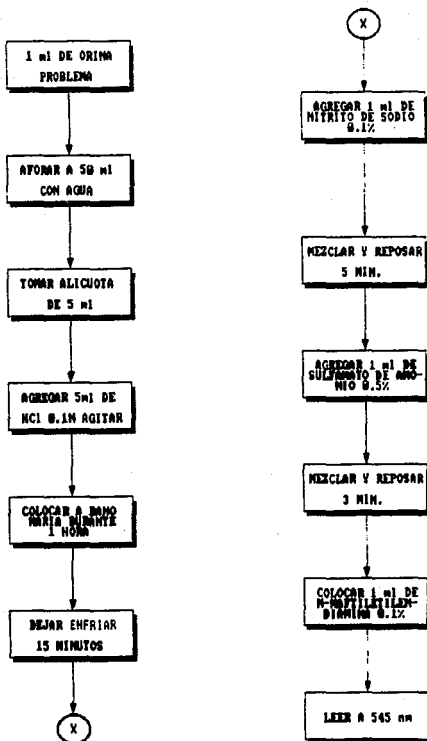 1 ml DE ORINA
PROBLEMA
AFORAR A 50 ml
CON AGUA
TOMAR ALICUOTA
DE 5 ml
AGREGAR 5ml DE
HCl 0.1N AGITAR
COLOCAR A BANO
MARIA DURANTE
1 HORA
DEJAR ENFRIAR
15 MINUTOS
X
X
AGREGAR 1 ml DE
NITRITO DE SODIO
0.1%
MEZCLAR Y REPOSAR
5 MIN.
AGREGAR 1 ml DE
SULFAMATO DE AMO-
NIO 0.5%
MEZCLAR Y REPOSAR
3 MIN.
COLOCAR 1 ml DE
N-NAFTILETILEN-
DIAMINA 0.1%
LEER A 545 nm